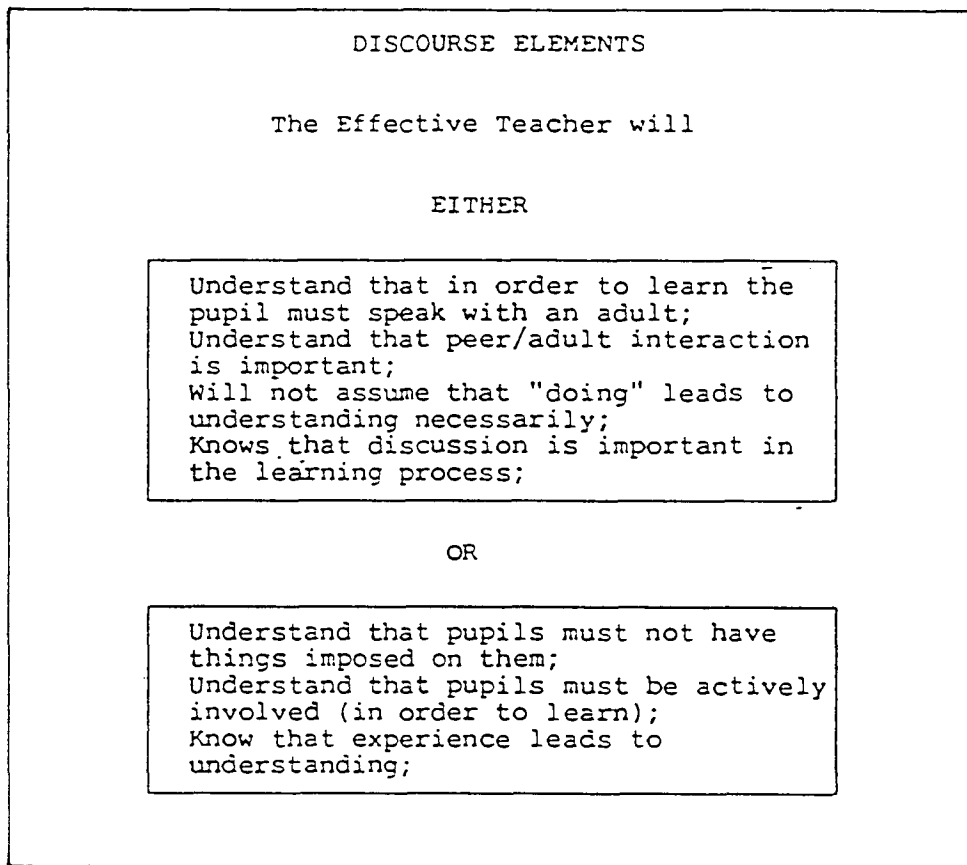 DISCOURSE ELEMENTS
The Effective Teacher will
EITHER
Understand that in order to learn the
pupil must speak with an adult;
Understand that peer/adult interaction
is important;
Will not assume that "doing" leads to
understanding necessarily;
Knows that discussion is important in
the learning process;
OR
Understand that pupils must not have
things imposed on them;
Understand that pupils must be actively
involved (in order to learn);
Know that experience leads to
understanding;